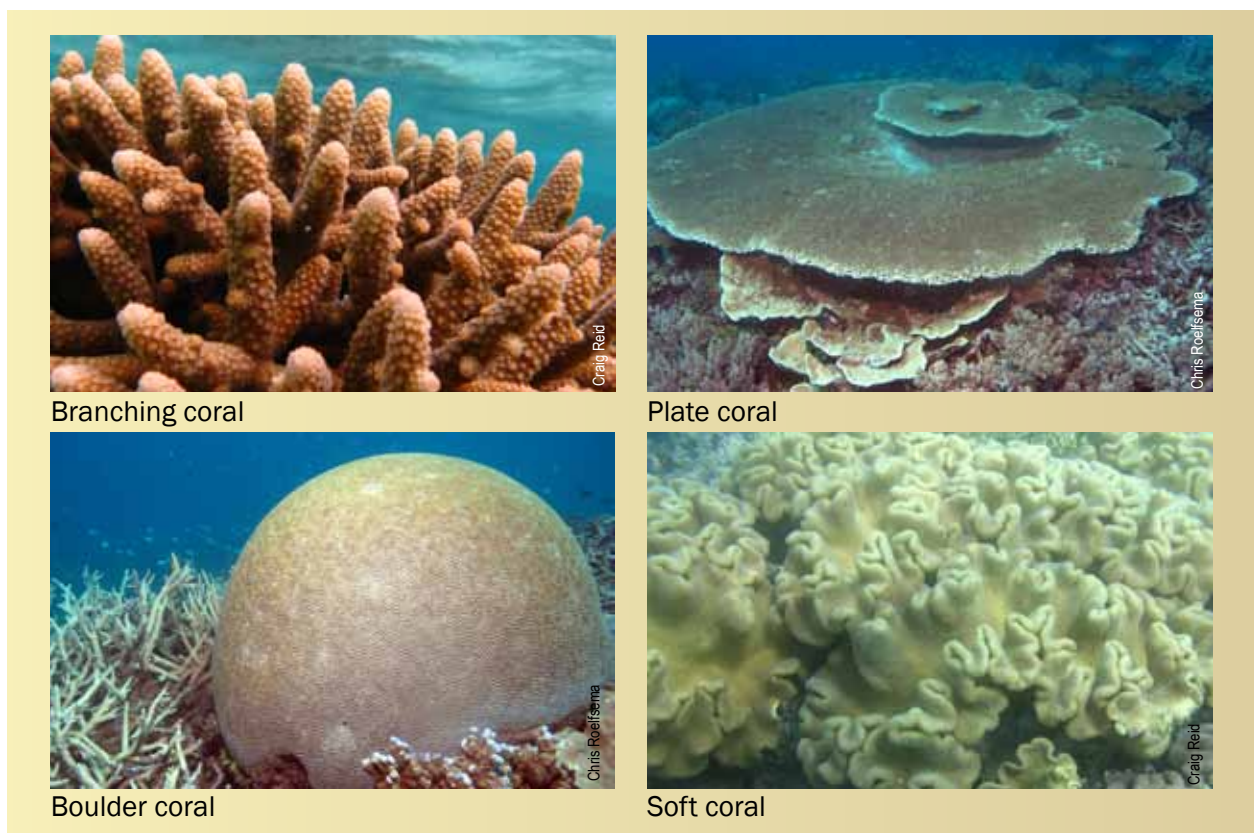 Craig Reid
Chris Roelfsema
Branching coral
Plate coral
Chris Roelfsema
Craig Reid
Boulder coral
Soft coral